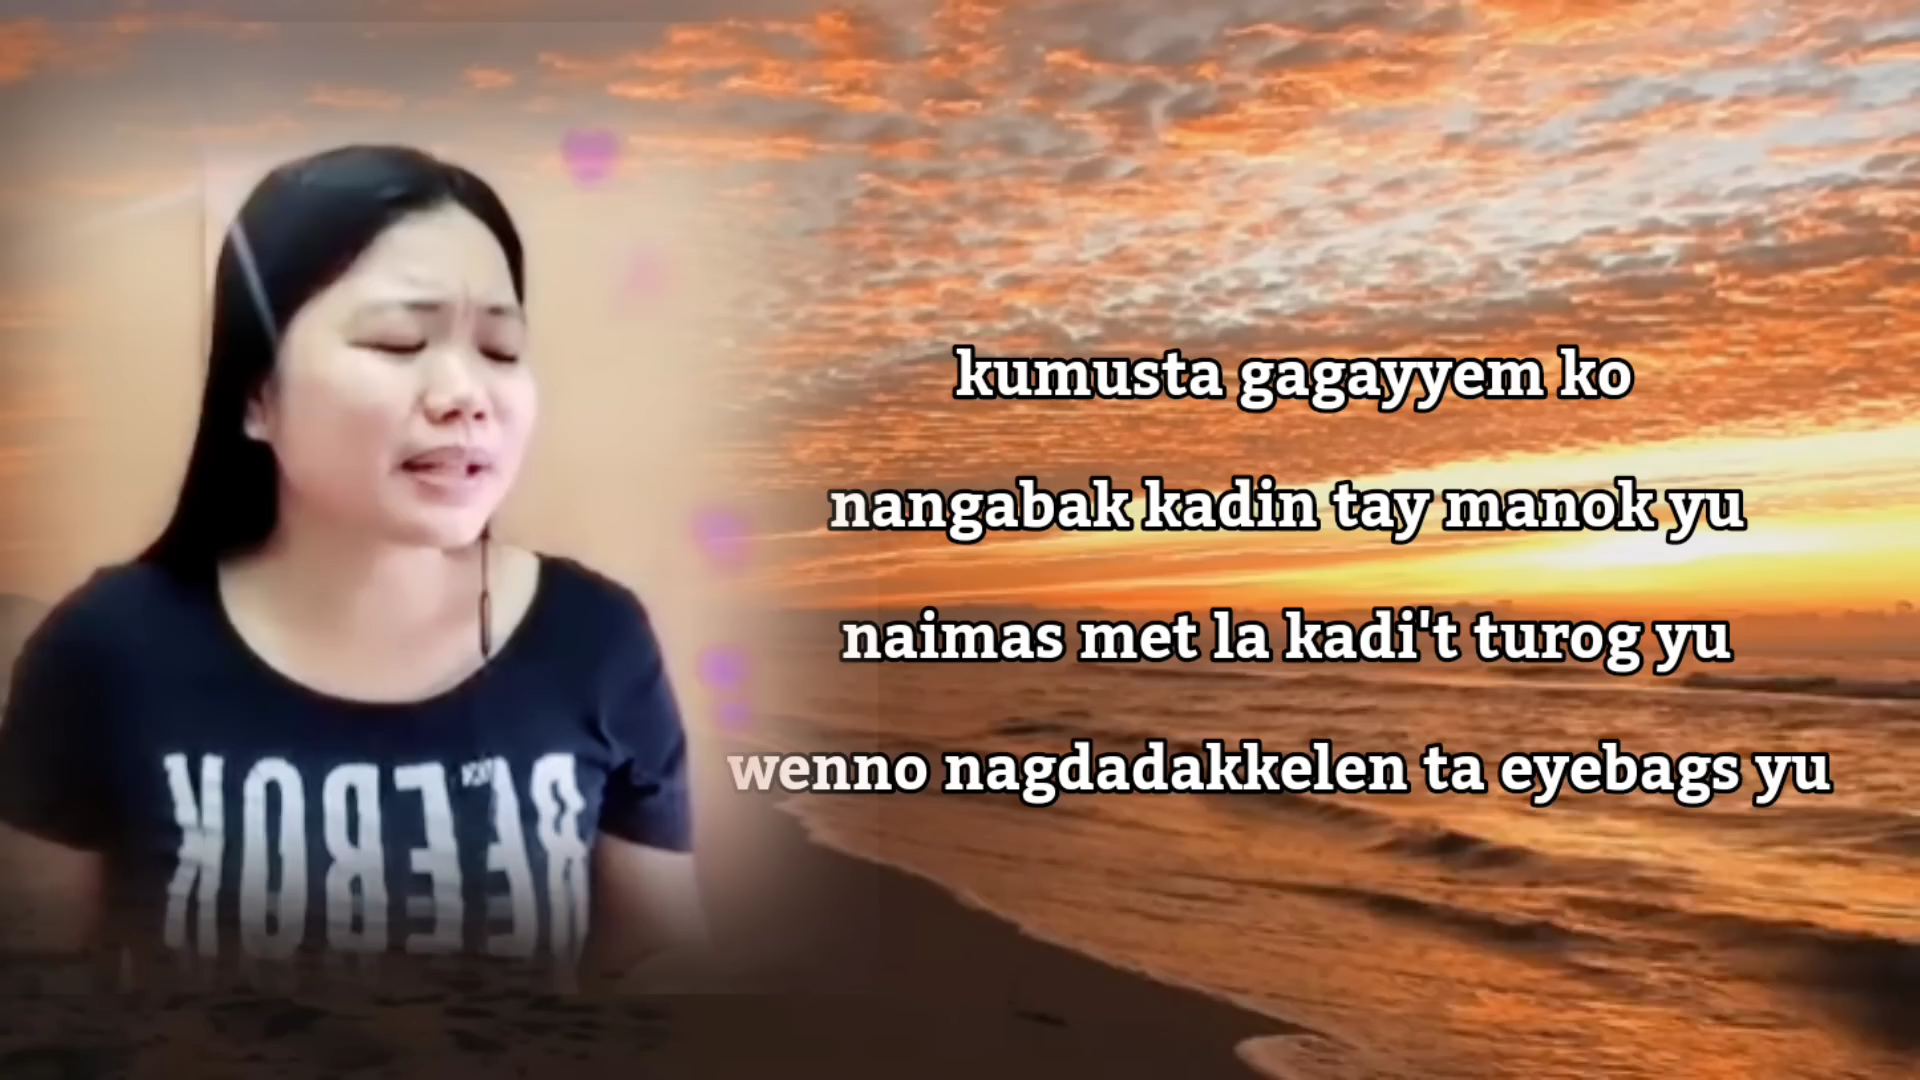 kumusta gagayyem ko
nangabak kadin tay manok yu
naimas met la kadi't turog yu
wenno nagdadakkelen ta eyebags yu
REEBOK